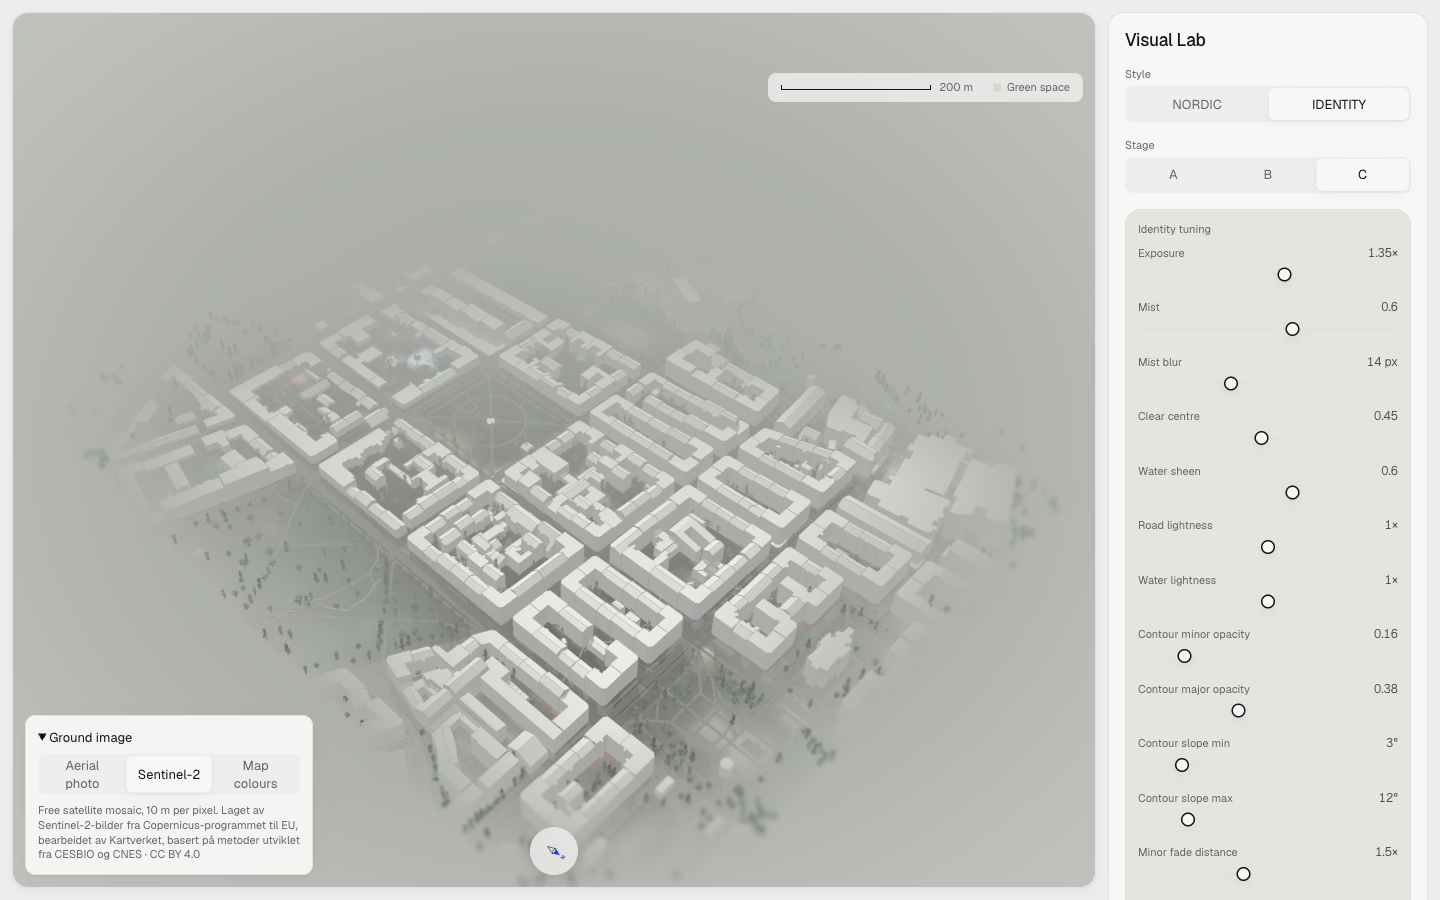 200 m
Green space
Ground image
Aerial
photo
Sentinel-2
Map
colours
Free satellite mosaic, 10 m per pixel. Laget av
Sentinel-2-bilder fra Copernicus-programmet til EU,
bearbeidet av Kartverket, basert på metoder utviklet
fra CESBIO og CNES · CC BY 4.0
Visual Lab
Style
NORDIC
IDENTITY
Stage
A
B
C
Identity tuning
Exposure 1.35×
Mist 0.6
Mist blur 14 px
Clear centre 0.45
Water sheen 0.6
Road lightness 1×
Water lightness 1×
Contour minor opacity 0.16
Contour major opacity 0.38
Contour slope min 3°
Contour slope max 12°
Minor fade distance 1.5×